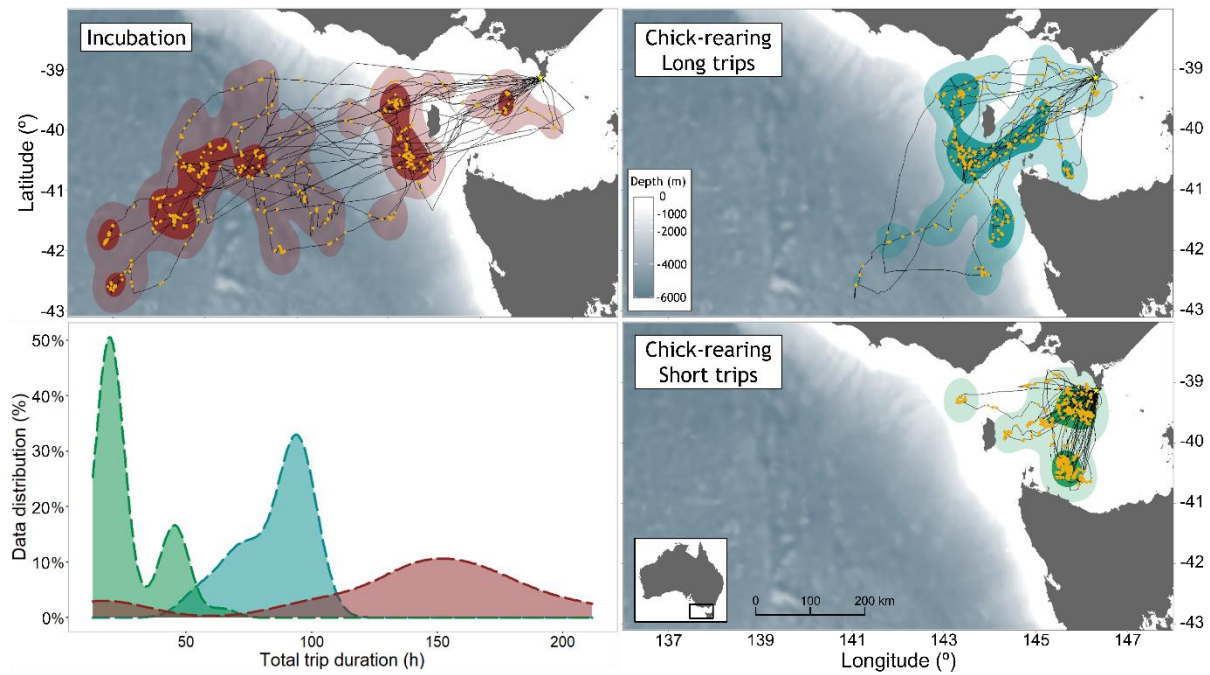 Incubation
Chick-rearing
Long trips
-39
-40
-41
-42
-43
Latitude (º)
-39
-40
-41
-42
-43
Depth (m)
0
-1000
-2000
-4000
-6000
50%
40%
30%
20%
10%
0%
Data distribution (%)
50
100
150
200
Total trip duration (h)
Chick-rearing
Short trips
-39
-40
-41
-42
-43
0 100 200 km
137 139 141 143 145 147
Longitude (º)